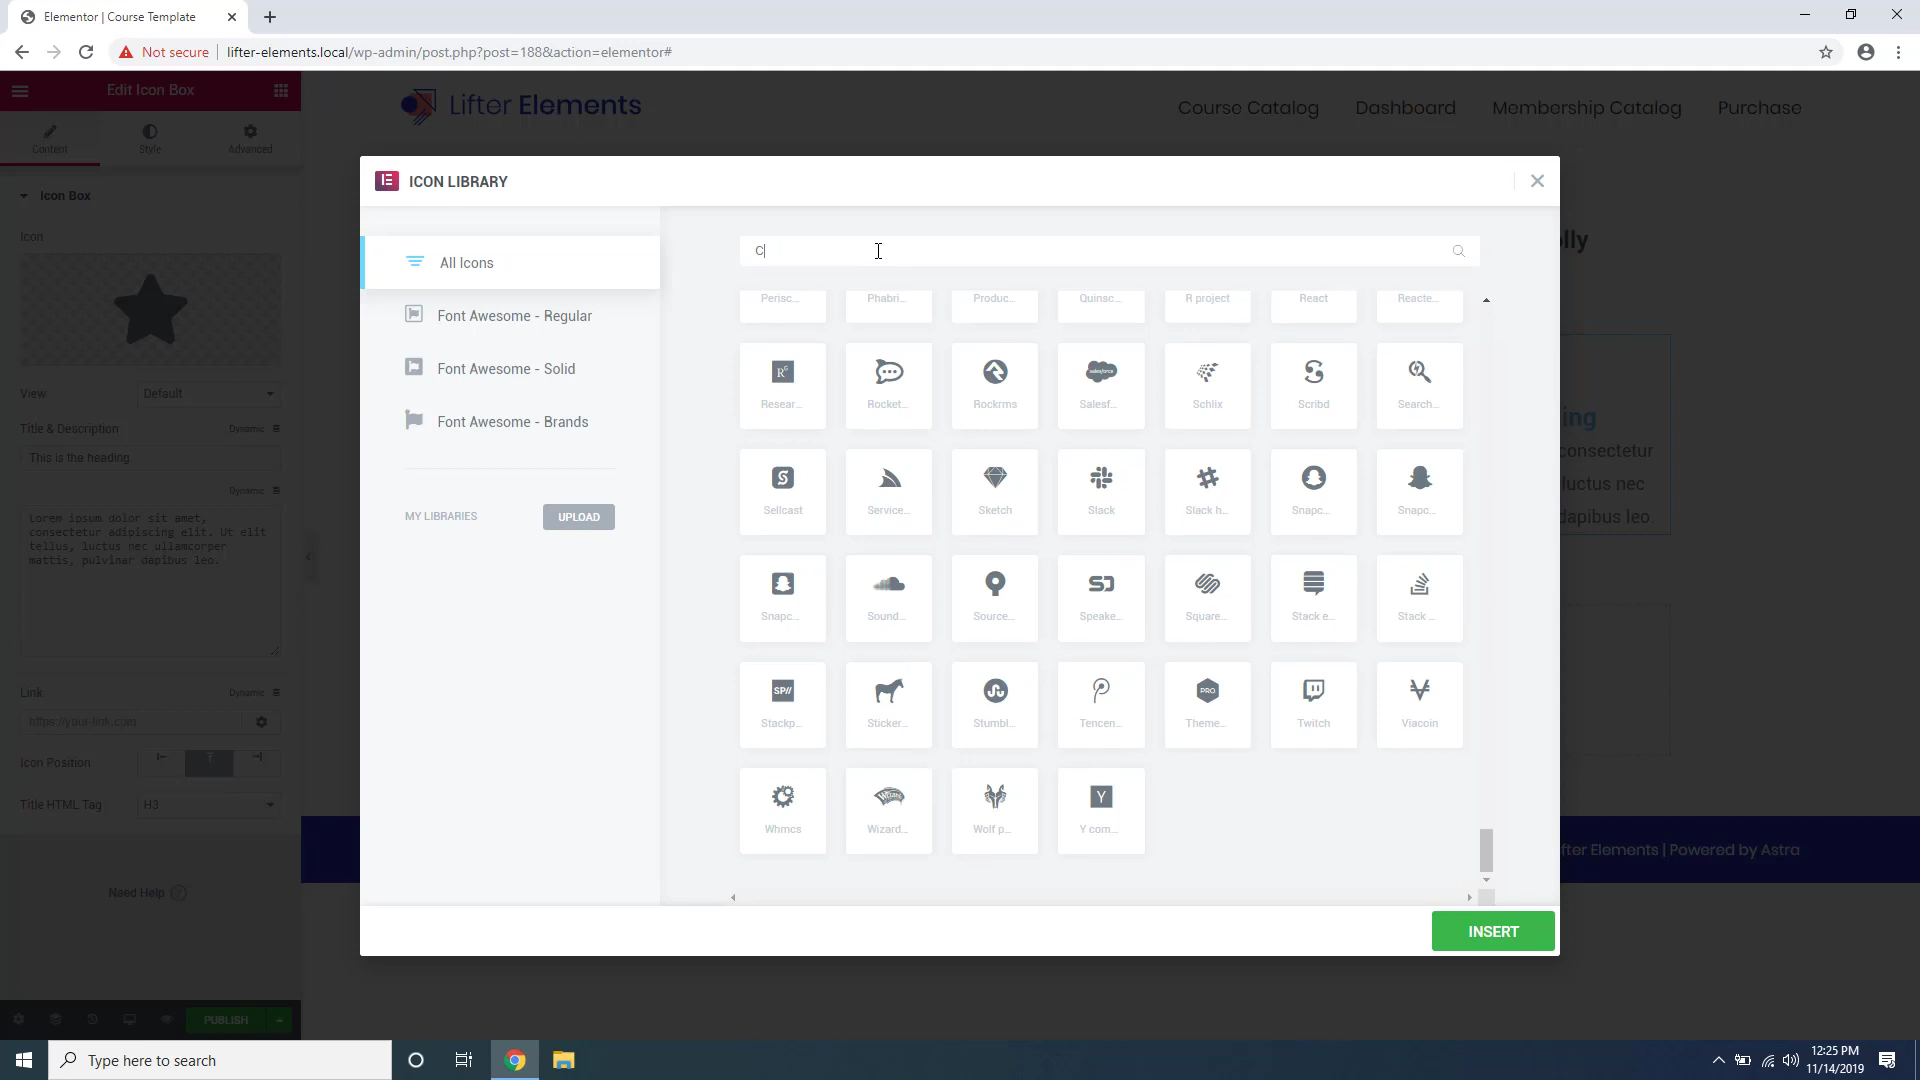 Elementor | Course Template
Not secure
lifter-elements.local/wp-admin/post.php?post=188&action=elementor#
Edit Icon Box
Content
Style
Advanced
Icon Box
Icon
View
Default
Title & Description
Dynamic
This is the heading
Dynamic
Lorem ipsum dolor sit amet,
consectetur adipiscing elit. Ut elit
tellus, luctus nec ullamcorper
mattis, pulvinar dapibus leo.
Link
Dynamic
https://your-link.com
Icon Position
Title HTML Tag
H3
Need Help
PUBLISH
Lifter Elements
Course Catalog
Dashboard
Membership Catalog
Purchase
ICON LIBRARY
All Icons
Font Awesome - Regular
Font Awesome - Solid
Font Awesome - Brands
MY LIBRARIES
UPLOAD
C
Perisc...
Phabri...
Produc...
Quinsc...
R project
React
Reacte...
Resear...
Rocket...
Rockrms
Salesf...
Schlix
Scribd
Search...
Sellcast
Service...
Sketch
Slack
Slack h...
Snapc...
Snapc...
Snapc...
Sound...
Source...
Speake...
Square...
Stack e...
Stack ...
Stackp...
Sticker...
Stumbl...
Tencen...
Theme...
Twitch
Viacoin
Whmcs
Wizard...
Wolf p...
Y com...
INSERT
lly
ing
consectetur
luctus nec
dapibus leo.
fter Elements | Powered by Astra
Type here to search
12:25 PM
11/14/2019